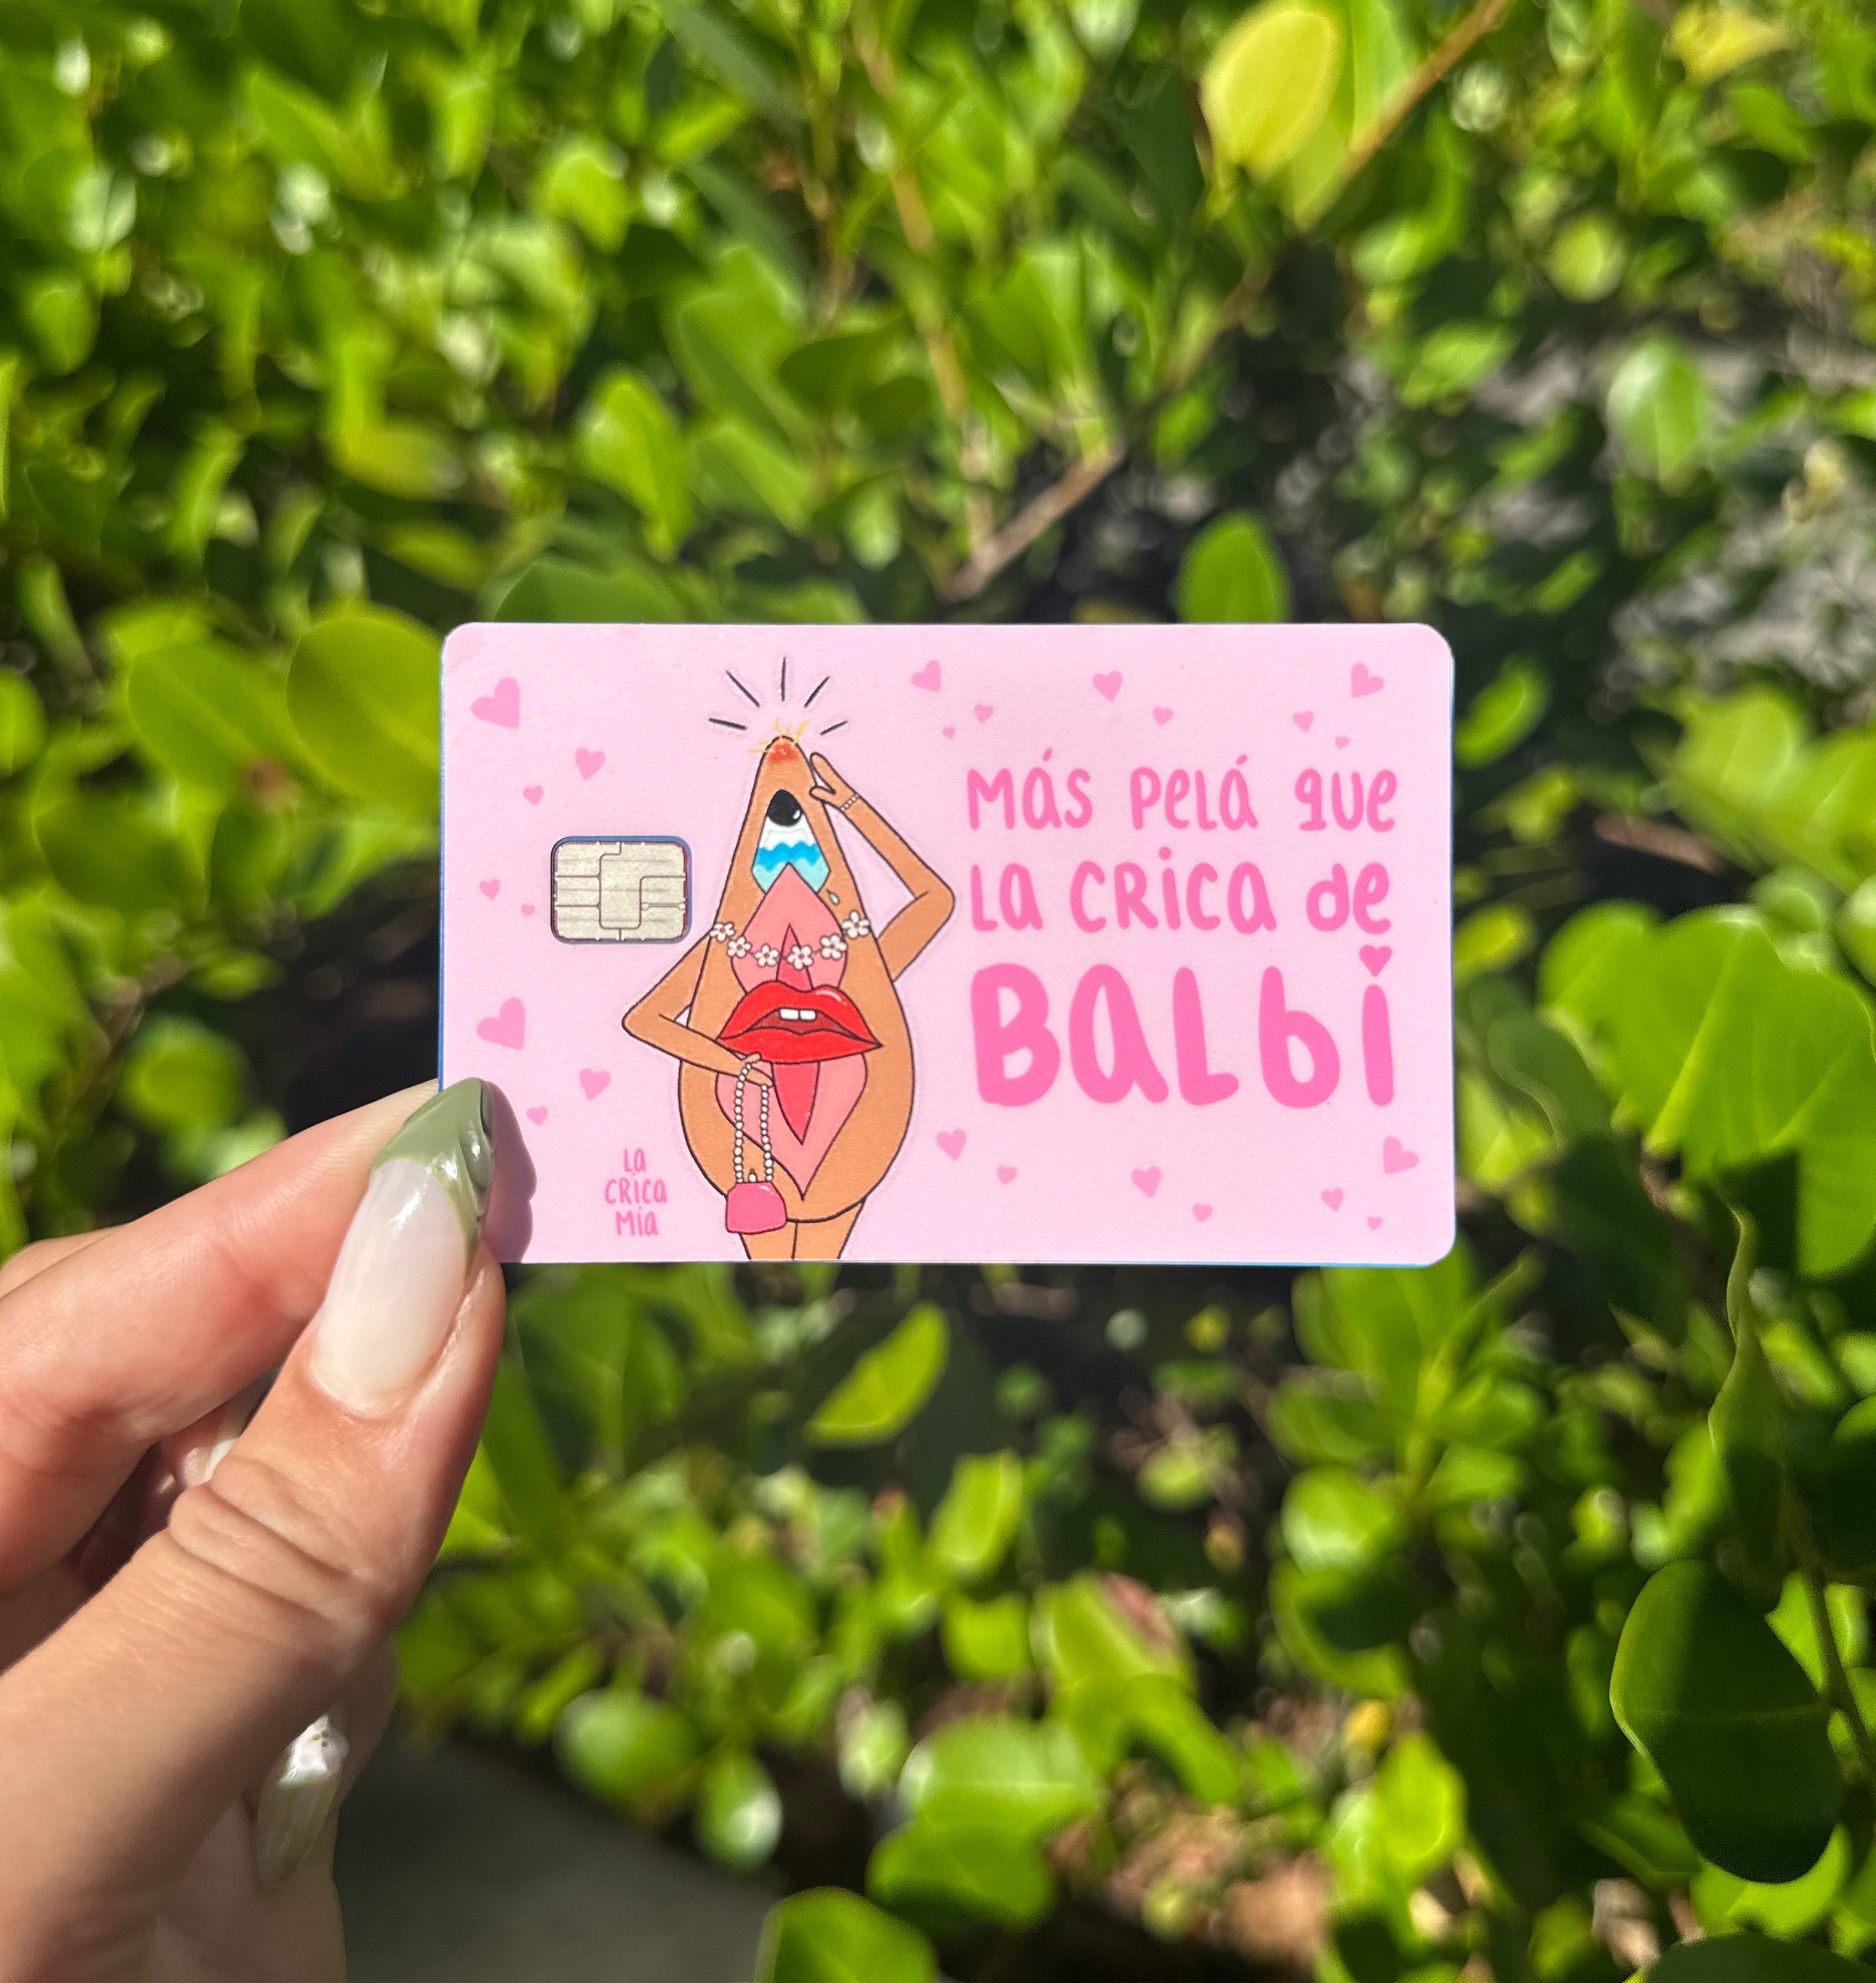 Más Pelá que
La Crica de
Balbi
La
Crica
Mía